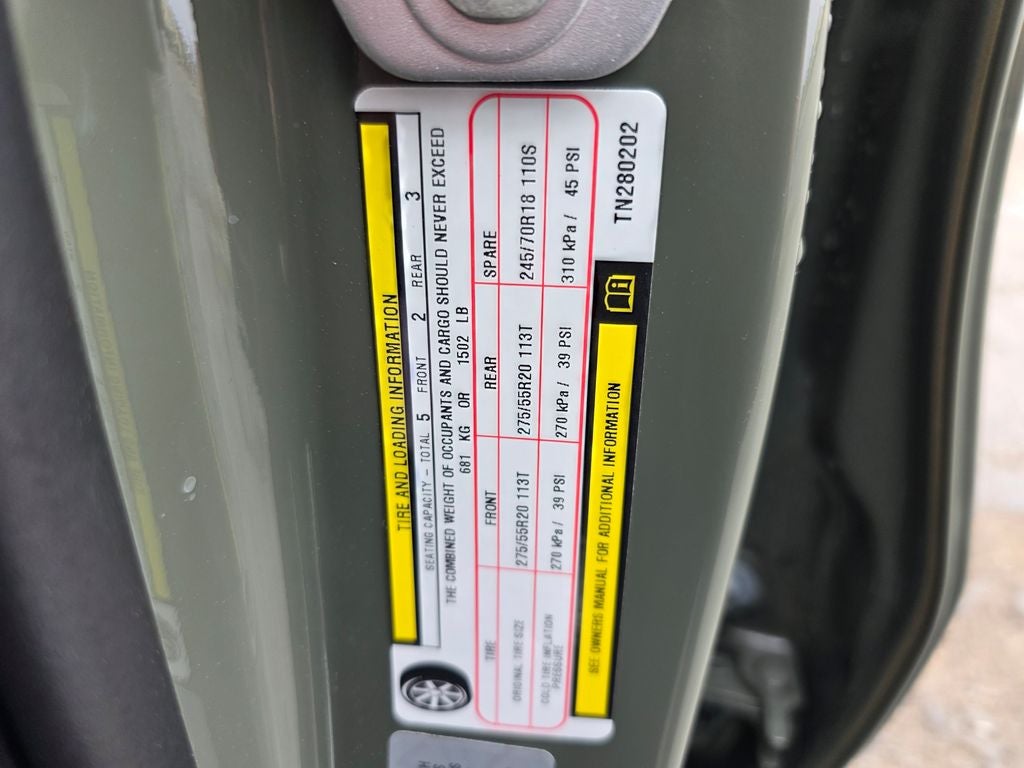 TIRE AND LOADING INFORMATION
SEATING CAPACITY – TOTAL 5 FRONT 2 REAR 3
THE COMBINED WEIGHT OF OCCUPANTS AND CARGO SHOULD NEVER EXCEED
681 KG OR 1502 LB
TIRE FRONT REAR SPARE
ORIGINAL TIRE SIZE 275/55R20 113T 275/55R20 113T 245/70R18 110S
COLD TIRE INFLATION PRESSURE 270 kPa / 39 PSI 270 kPa / 39 PSI 310 kPa / 45 PSI
SEE OWNERS MANUAL FOR ADDITIONAL INFORMATION
TN280202